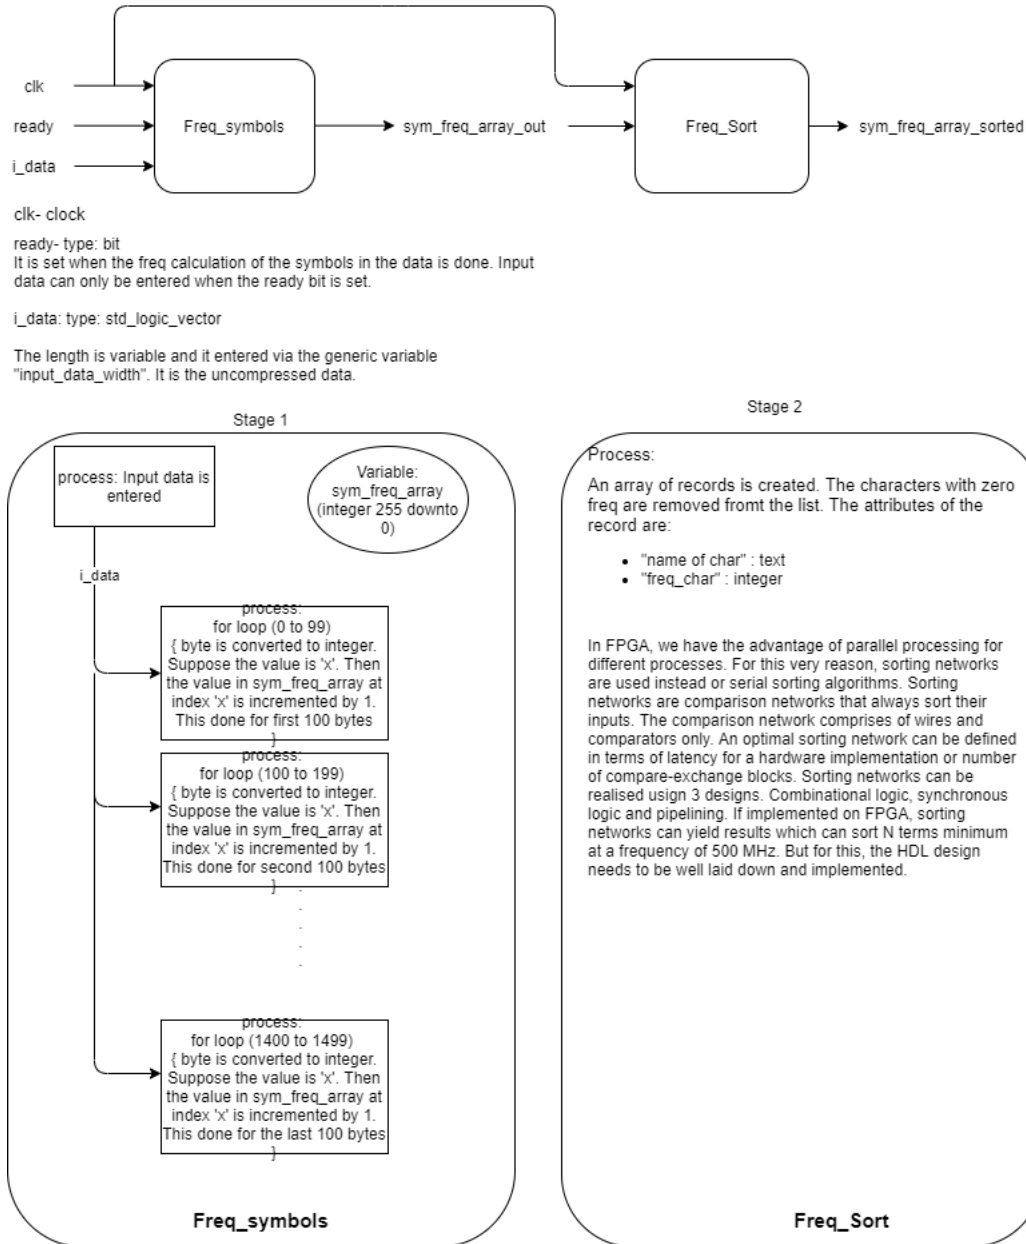 clk
ready
i_data
Freq_symbols
sym_freq_array_out
Freq_Sort
sym_freq_array_sorted
clk- clock
ready- type: bit
It is set when the freq calculation of the symbols in the data is done. Input
data can only be entered when the ready bit is set.
i_data: type: std_logic_vector
The length is variable and it entered via the generic variable
"input_data_width". It is the uncompressed data.
Stage 1
process: Input data is
entered
Variable:
sym_freq_array
(integer 255 downto
0)
i_data
process:
for loop (0 to 99)
{ byte is converted to integer.
Suppose the value is 'x'. Then
the value in sym_freq_array at
index 'x' is incremented by 1.
This done for first 100 bytes
}
process:
for loop (100 to 199)
{ byte is converted to integer.
Suppose the value is 'x'. Then
the value in sym_freq_array at
index 'x' is incremented by 1.
This done for second 100 bytes
}
.
.
.
.
.
process:
for loop (1400 to 1499)
{ byte is converted to integer.
Suppose the value is 'x'. Then
the value in sym_freq_array at
index 'x' is incremented by 1.
This done for the last 100 bytes
}
Freq_symbols
Stage 2
Process:
An array of records is created. The characters with zero
freq are removed fromt the list. The attributes of the
record are:
• "name of char" : text
• "freq_char" : integer
In FPGA, we have the advantage of parallel processing for
different processes. For this very reason, sorting networks
are used instead or serial sorting algorithms. Sorting
networks are comparison networks that always sort their
inputs. The comparison network comprises of wires and
comparators only. An optimal sorting network can be defined
in terms of latency for a hardware implementation or number
of compare-exchange blocks. Sorting networks can be
realised usign 3 designs. Combinational logic, synchronous
logic and pipelining. If implemented on FPGA, sorting
networks can yield results which can sort N terms minimum
at a frequency of 500 MHz. But for this, the HDL design
needs to be well laid down and implemented.
Freq_Sort